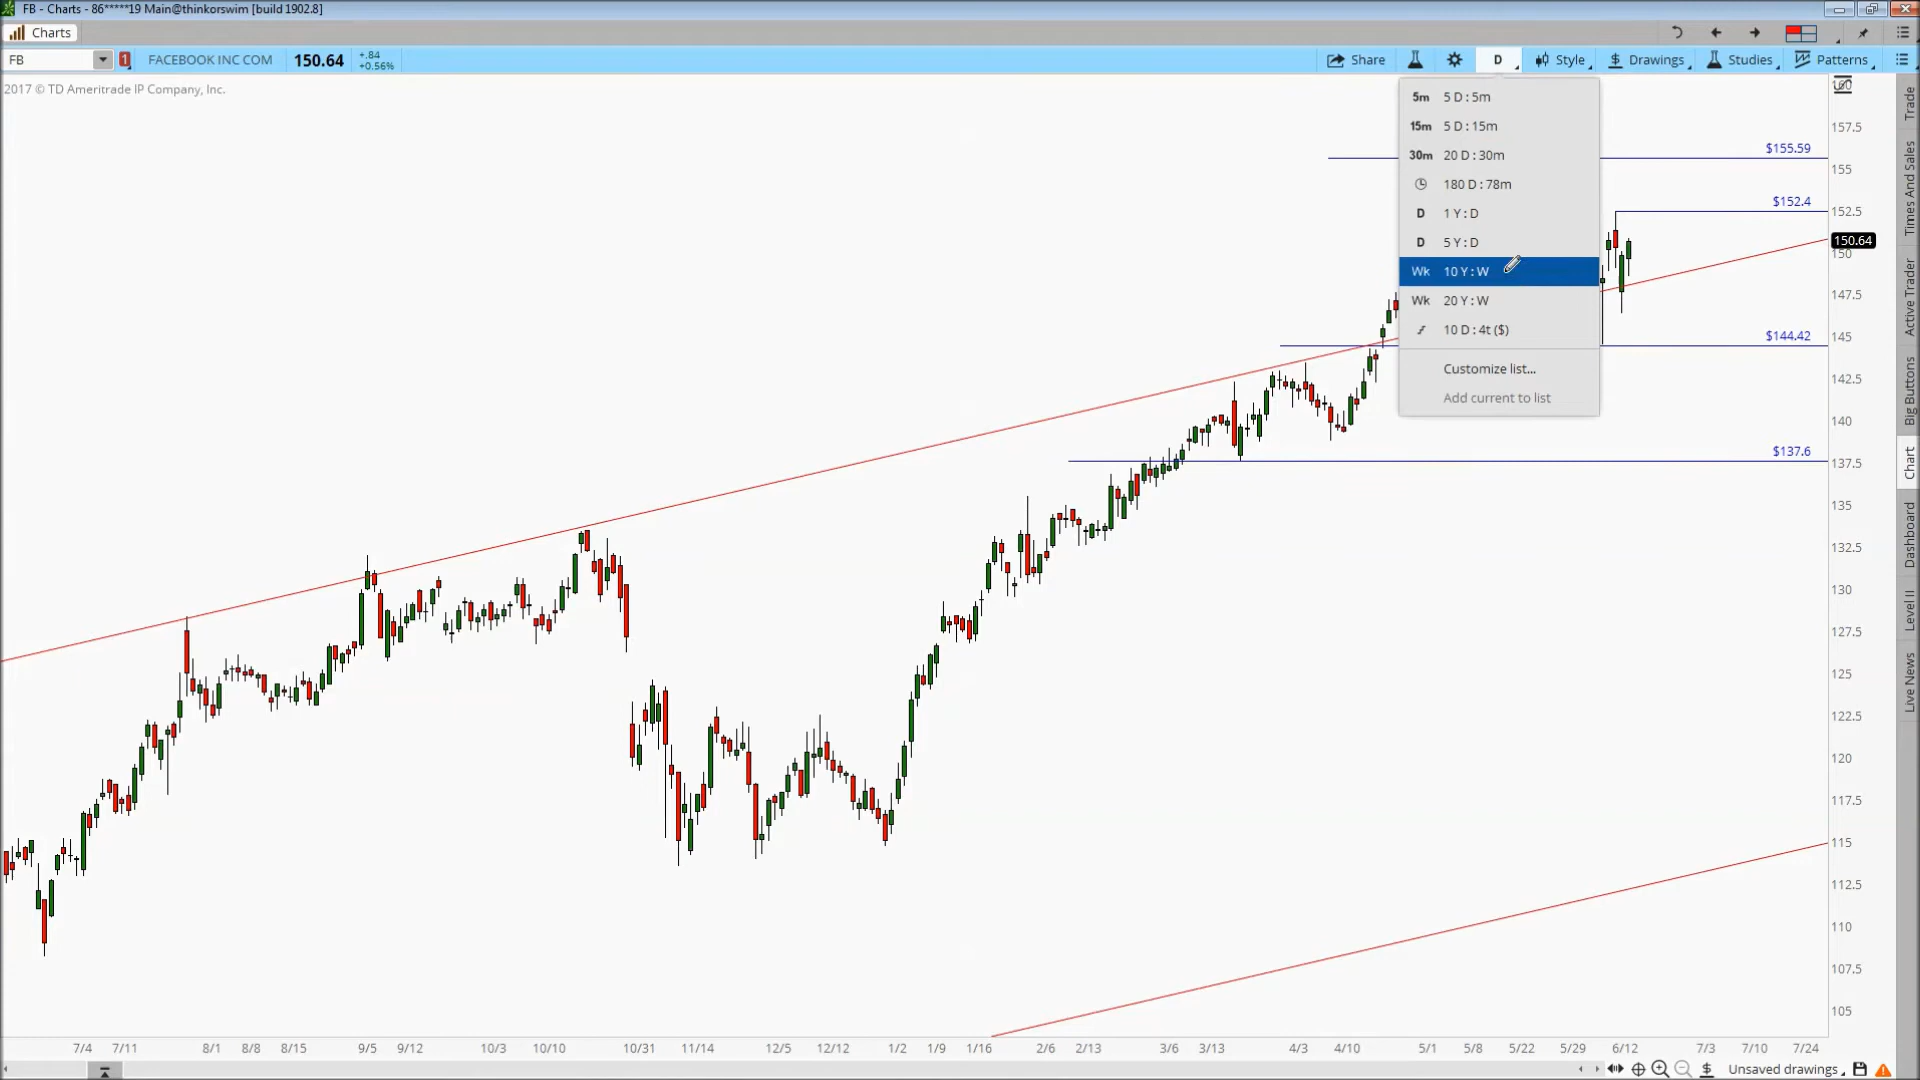 FB - Charts - 86*****19 Main@thinkorswim [build 1902.8]
Charts
FB
1
FACEBOOK INC COM
150.64
+.84
+0.56%
Share
D
Style
$ Drawings
Studies
Patterns
2017 © TD Ameritrade IP Company, Inc.
5m 5 D : 5m
15m 5 D : 15m
30m 20 D : 30m
180 D : 78m
D 1 Y : D
D 5 Y : D
Wk 10 Y : W
Wk 20 Y : W
10 D : 4t ($)
Customize list...
Add current to list
$155.59
$152.4
$144.42
$137.6
157.5
155
152.5
150.64
150
147.5
145
142.5
140
137.5
135
132.5
130
127.5
125
122.5
120
117.5
115
112.5
110
107.5
105
7/4 7/11 8/1 8/8 8/15 9/5 9/12 10/3 10/10 10/31 11/14 12/5 12/12 1/2 1/9 1/16 2/6 2/13 3/6 3/13 4/3 4/10 5/1 5/8 5/22 5/29 6/12 7/3 7/10 7/24
Trade
Times And Sales
Active Trader
Big Buttons
Chart
Dashboard
Level II
Live News
$ Unsaved drawings